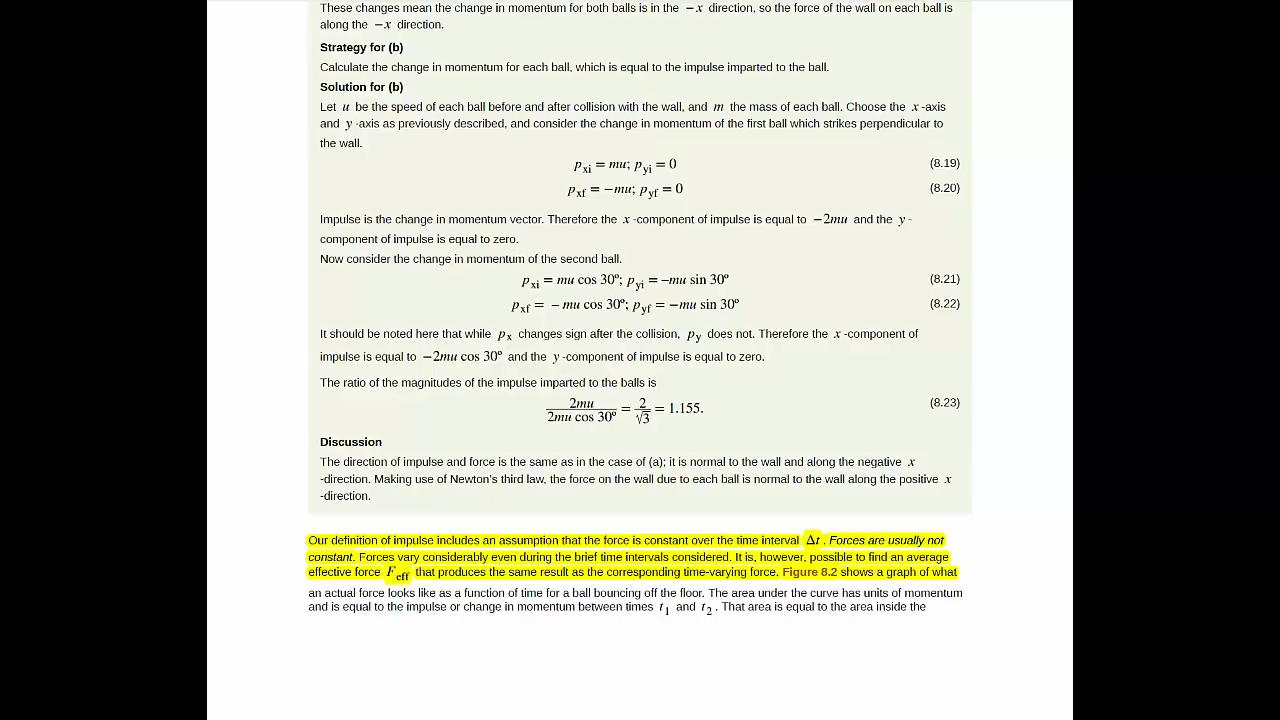 These changes mean the change in momentum for both balls is in the −x direction, so the force of the wall on each ball is
along the −x direction.
Strategy for (b)
Calculate the change in momentum for each ball, which is equal to the impulse imparted to the ball.
Solution for (b)
Let u be the speed of each ball before and after collision with the wall, and m the mass of each ball. Choose the x -axis
and y -axis as previously described, and consider the change in momentum of the first ball which strikes perpendicular to
the wall.
p_xi = mu; p_yi = 0 (8.19)
p_xf = −mu; p_yf = 0 (8.20)
Impulse is the change in momentum vector. Therefore the x -component of impulse is equal to −2mu and the y -
component of impulse is equal to zero.
Now consider the change in momentum of the second ball.
p_xi = mu cos 30º; p_yi = –mu sin 30º (8.21)
p_xf = – mu cos 30º; p_yf = −mu sin 30º (8.22)
It should be noted here that while p_x changes sign after the collision, p_y does not. Therefore the x -component of
impulse is equal to −2mu cos 30º and the y -component of impulse is equal to zero.
The ratio of the magnitudes of the impulse imparted to the balls is
2mu / 2mu cos 30º = 2 / √3 = 1.155. (8.23)
Discussion
The direction of impulse and force is the same as in the case of (a); it is normal to the wall and along the negative x
-direction. Making use of Newton's third law, the force on the wall due to each ball is normal to the wall along the positive x
-direction.
Our definition of impulse includes an assumption that the force is constant over the time interval Δt . Forces are usually not
constant. Forces vary considerably even during the brief time intervals considered. It is, however, possible to find an average
effective force F_eff that produces the same result as the corresponding time-varying force. Figure 8.2 shows a graph of what
an actual force looks like as a function of time for a ball bouncing off the floor. The area under the curve has units of momentum
and is equal to the impulse or change in momentum between times t_1 and t_2 . That area is equal to the area inside the